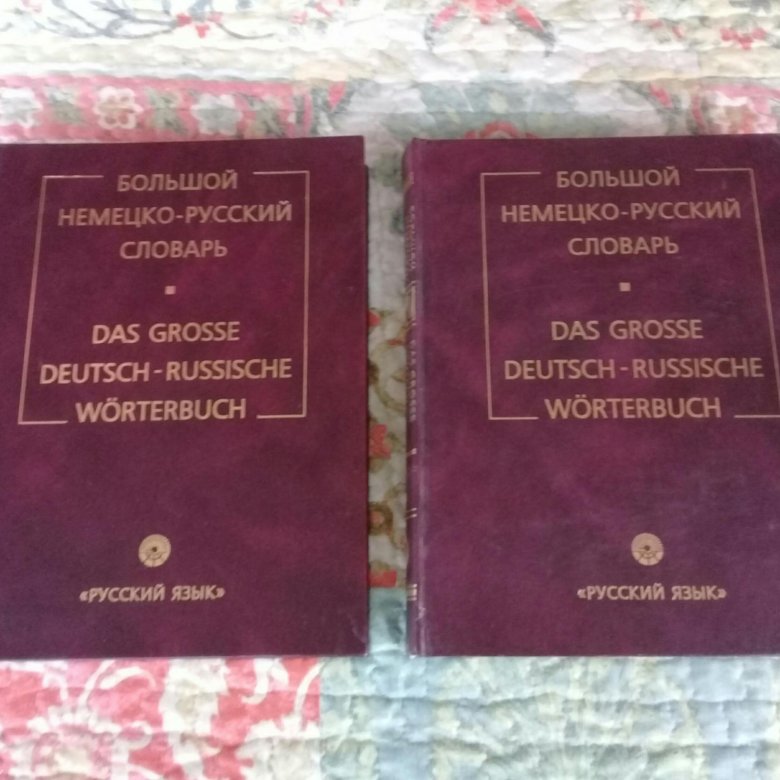 БОЛЬШОЙ
НЕМЕЦКО-РУССКИЙ
СЛОВАРЬ
DAS GROSSE
DEUTSCH-RUSSISCHE
WÖRTERBUCH
«РУССКИЙ ЯЗЫК»
БОЛЬШОЙ
НЕМЕЦКО-РУССКИЙ
СЛОВАРЬ
DAS GROSSE
DEUTSCH-RUSSISCHE
WÖRTERBUCH
«РУССКИЙ ЯЗЫК»